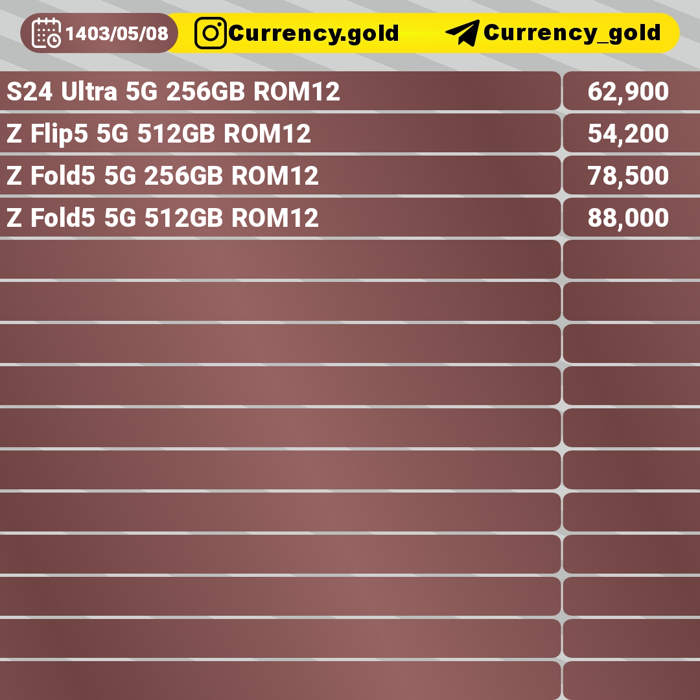 1403/05/08 Currency.gold Currency_gold
S24 Ultra 5G 256GB ROM12 62,900
Z Flip5 5G 512GB ROM12 54,200
Z Fold5 5G 256GB ROM12 78,500
Z Fold5 5G 512GB ROM12 88,000